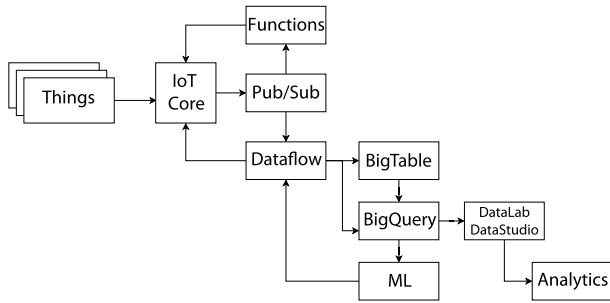 Functions
Things
IoT
Core
Pub/Sub
Dataflow
BigTable
BigQuery
DataLab
DataStudio
ML
Analytics